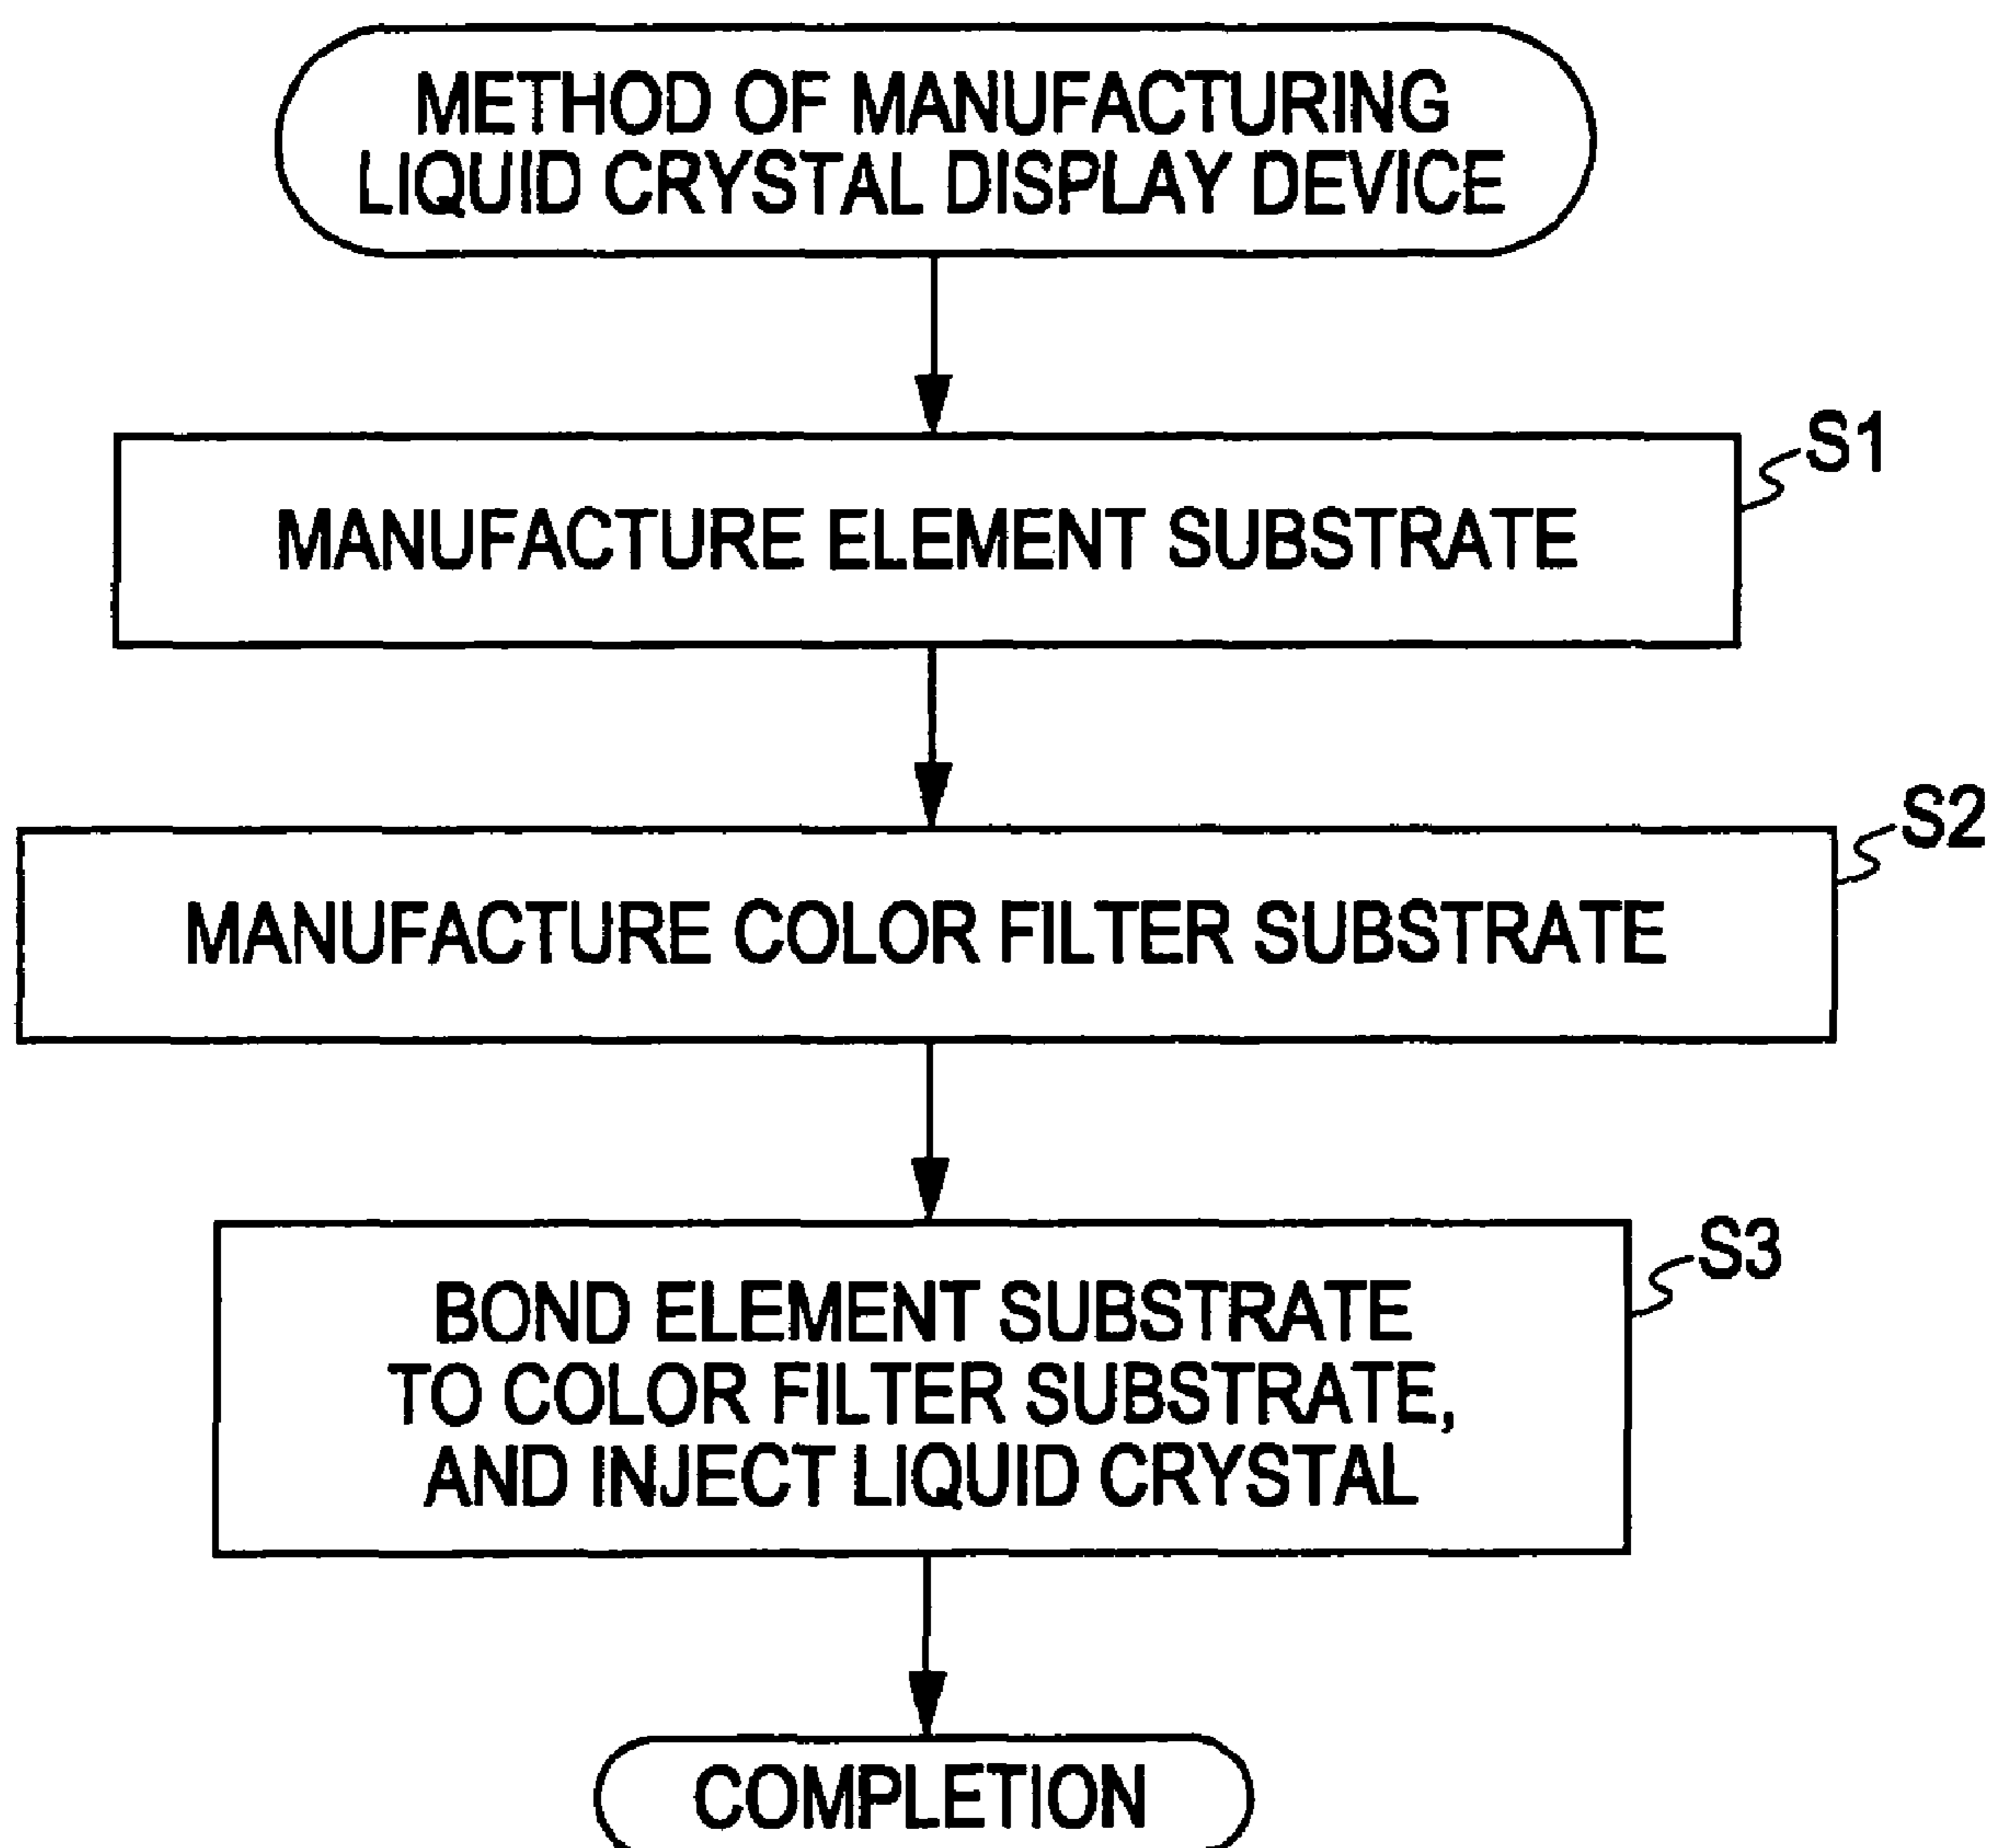 METHOD OF MANUFACTURING
LIQUID CRYSTAL DISPLAY DEVICE
S1
MANUFACTURE ELEMENT SUBSTRATE
S2
MANUFACTURE COLOR FILTER SUBSTRATE
S3
BOND ELEMENT SUBSTRATE
TO COLOR FILTER SUBSTRATE,
AND INJECT LIQUID CRYSTAL
COMPLETION